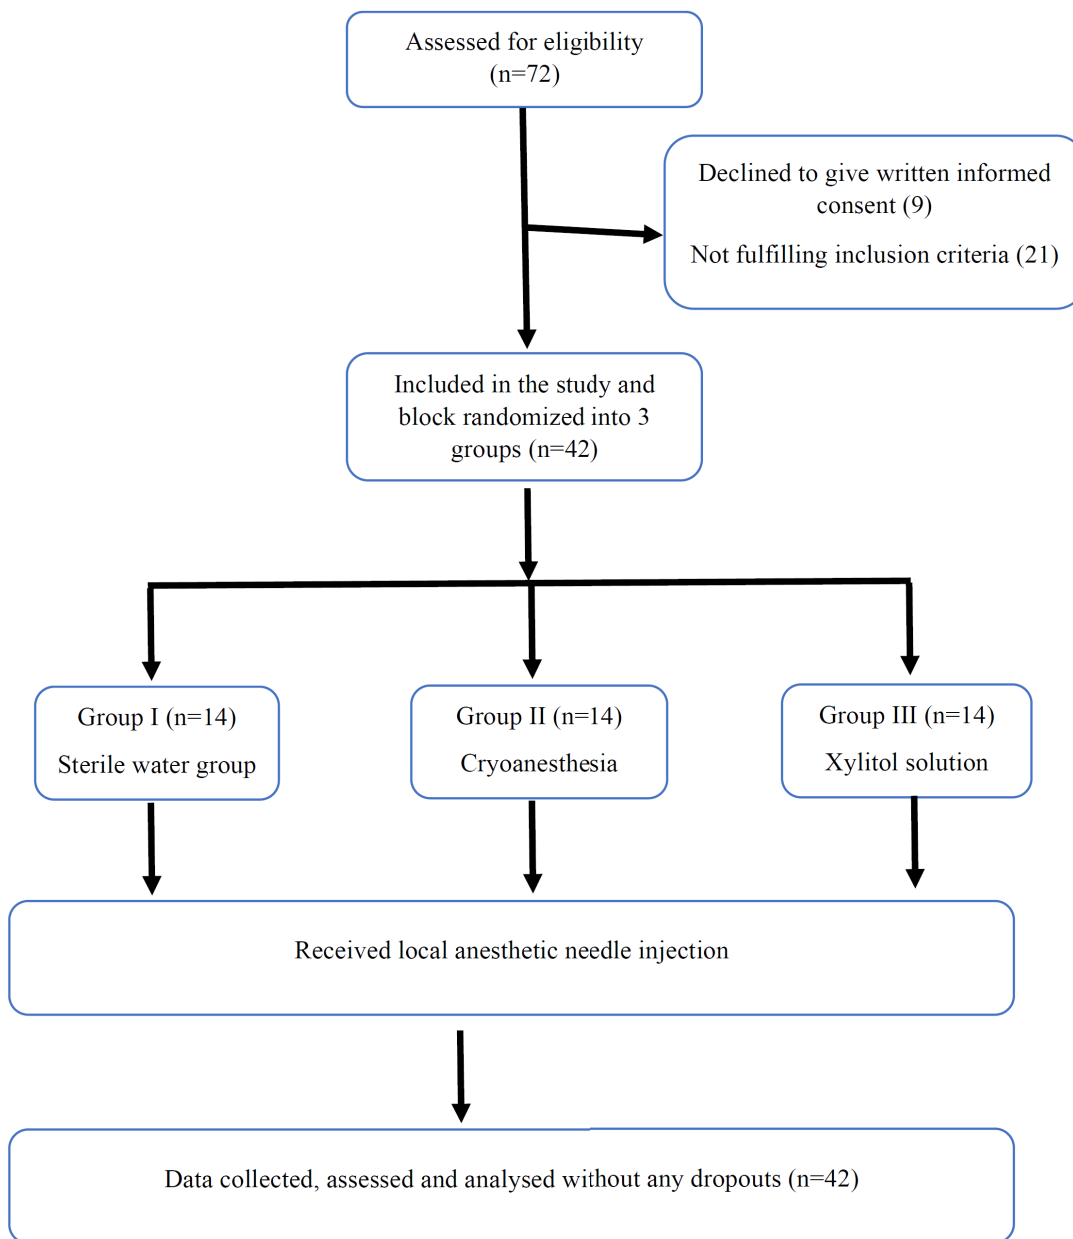 Assessed for eligibility
(n=72)
Declined to give written informed
consent (9)
Not fulfilling inclusion criteria (21)
Included in the study and
block randomized into 3
groups (n=42)
Group I (n=14)
Sterile water group
Group II (n=14)
Cryoanesthesia
Group III (n=14)
Xylitol solution
Received local anesthetic needle injection
Data collected, assessed and analysed without any dropouts (n=42)